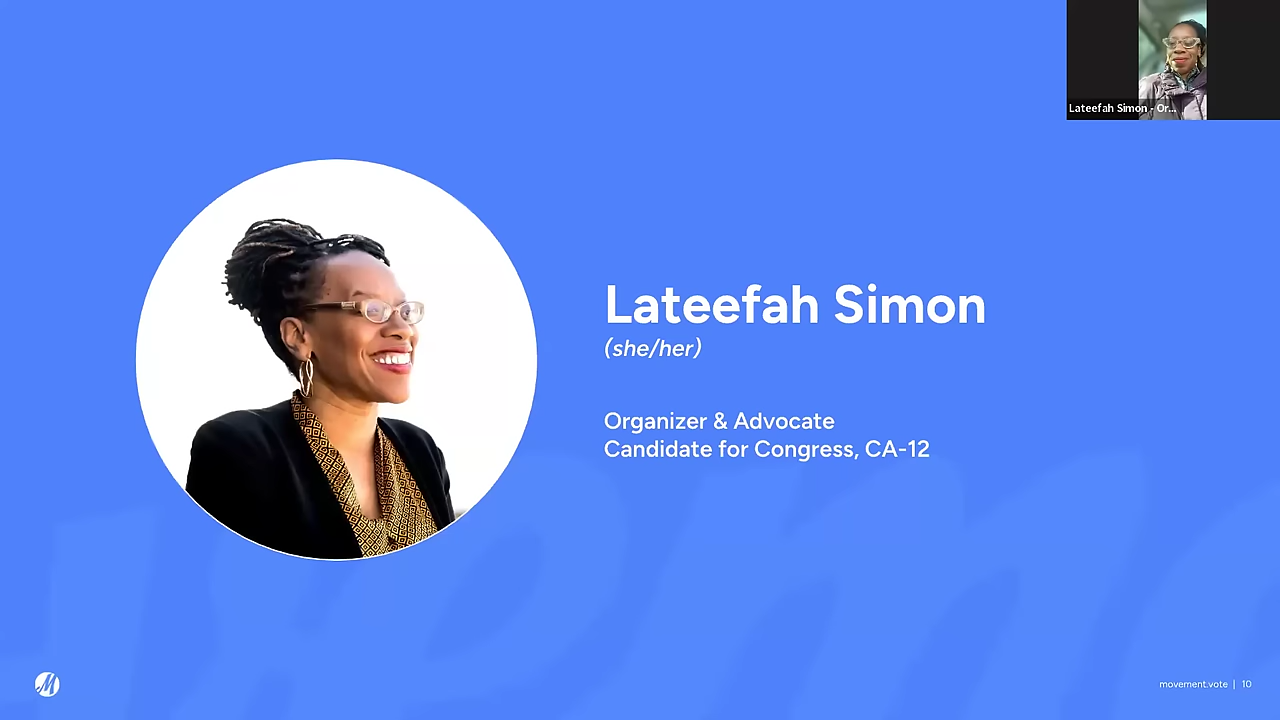 Lateefah Simon - Or...
Lateefah Simon
(she/her)
Organizer & Advocate
Candidate for Congress, CA-12
M
movement.vote | 10